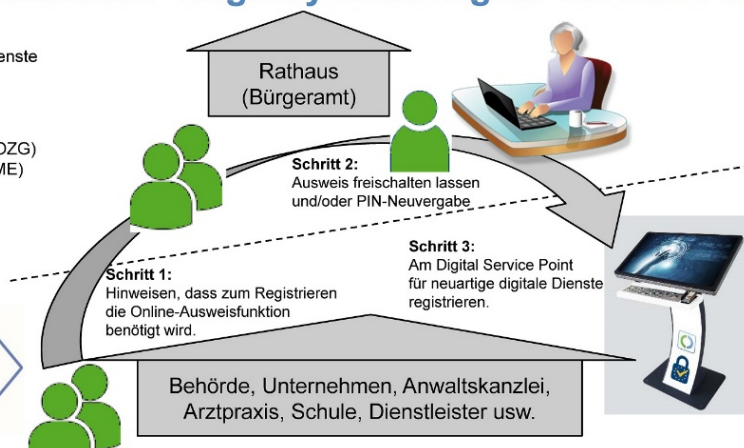 Rathaus
(Bürgeramt)
Schritt 2:
Ausweis freischalten lassen
und/oder PIN-Neuvergabe
Schritt 3:
Am Digital Service Point
für neuartige digitale Dienste
registrieren.
Schritt 1:
Hinweisen, dass zum Registrieren
die Online-Ausweisfunktion
benötigt wird.
Behörde, Unternehmen, Anwaltskanzlei,
Arztpraxis, Schule, Dienstleister usw.